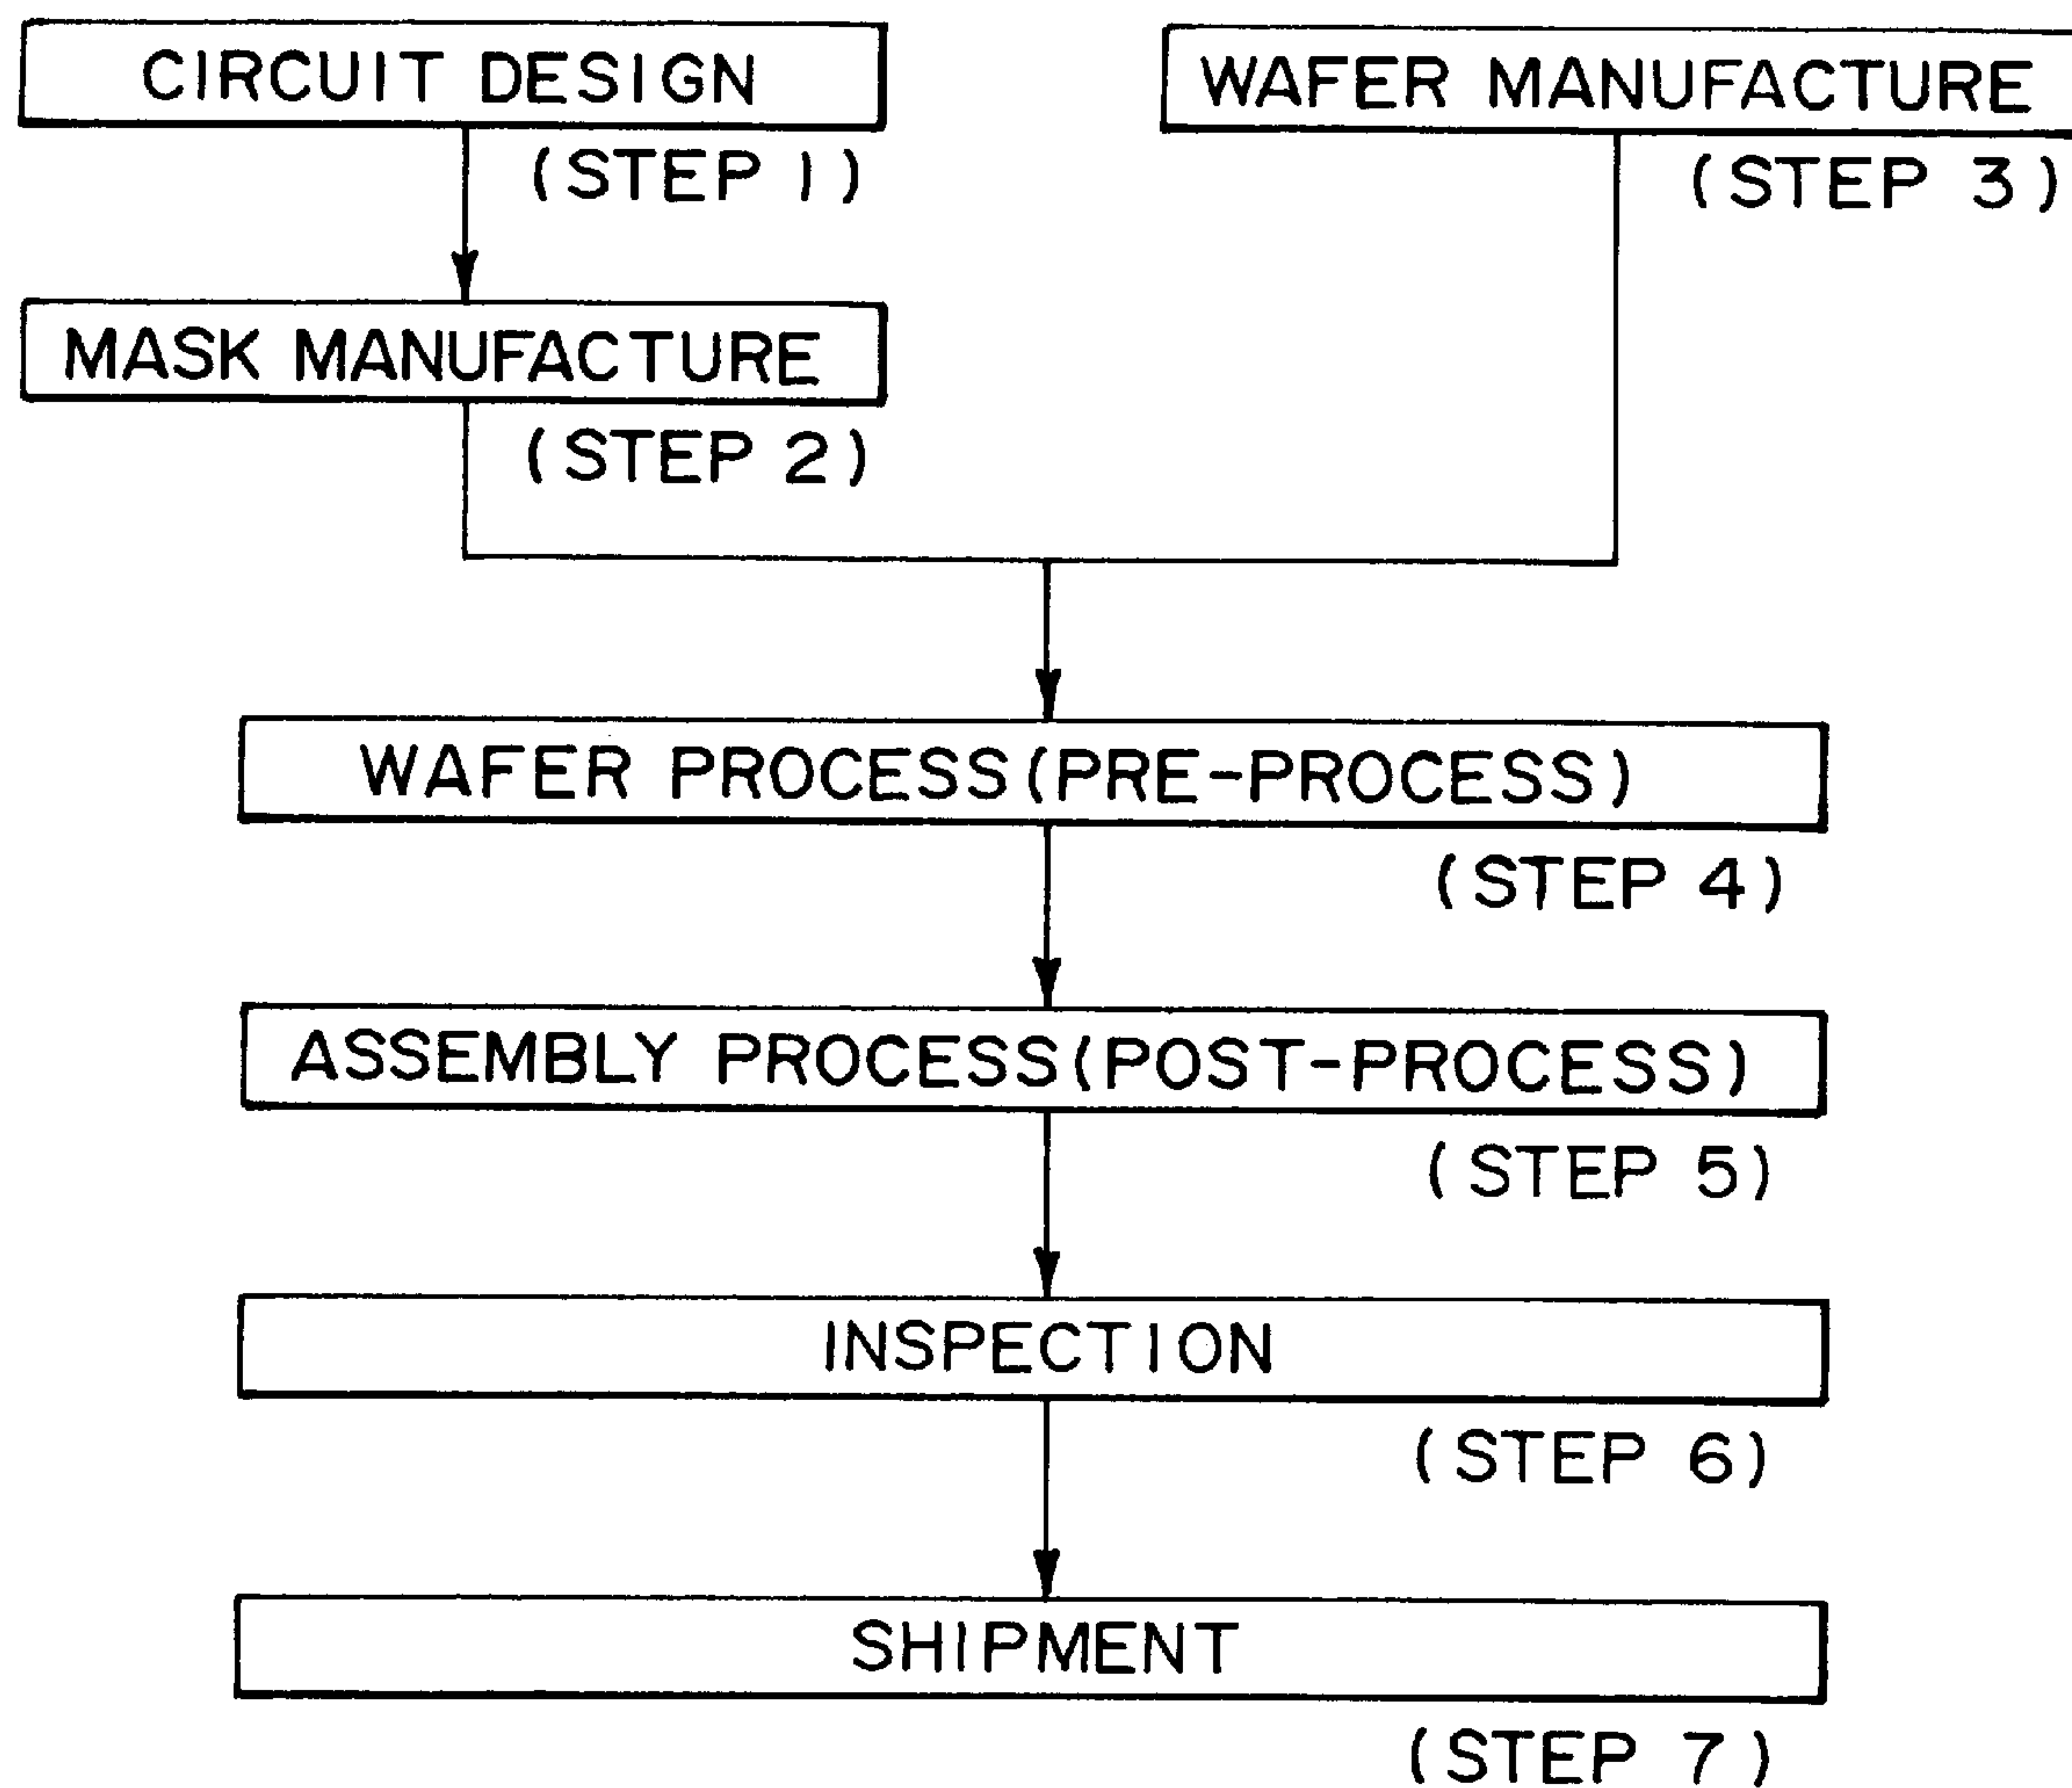 CIRCUIT DESIGN
(STEP 1)
WAFER MANUFACTURE
(STEP 3)
MASK MANUFACTURE
(STEP 2)
WAFER PROCESS(PRE-PROCESS)
(STEP 4)
ASSEMBLY PROCESS(POST-PROCESS)
(STEP 5)
INSPECTION
(STEP 6)
SHIPMENT
(STEP 7)